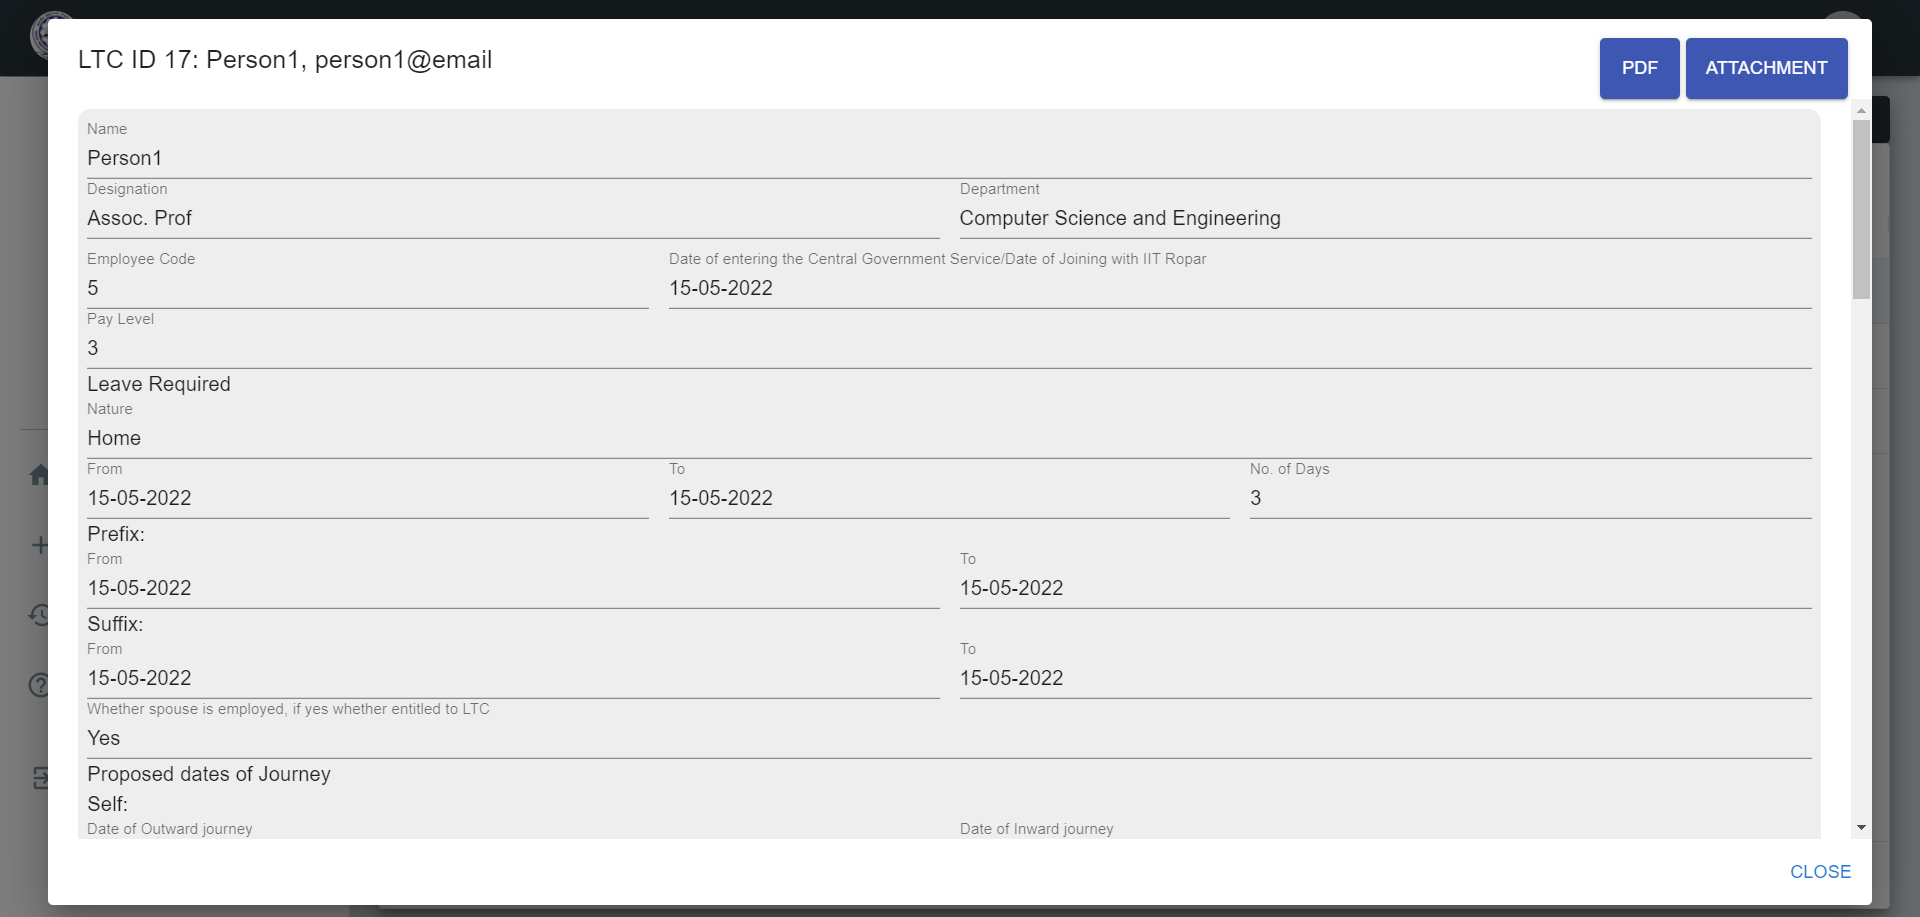 LTC ID 17: Person1, person1@email
PDF ATTACHMENT
Name
Person1
Designation Department
Assoc. Prof Computer Science and Engineering
Employee Code Date of entering the Central Government Service/Date of Joining with IIT Ropar
5 15-05-2022
Pay Level
3
Leave Required
Nature
Home
From To No. of Days
15-05-2022 15-05-2022 3
Prefix:
From To
15-05-2022 15-05-2022
Suffix:
From To
15-05-2022 15-05-2022
Whether spouse is employed, if yes whether entitled to LTC
Yes
Proposed dates of Journey
Self:
Date of Outward journey Date of Inward journey
CLOSE